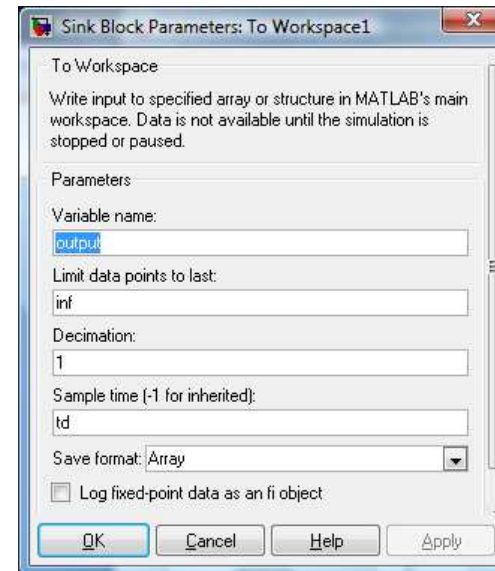 Sink Block Parameters: To Workspace1
To Workspace
Write input to specified array or structure in MATLAB's main
workspace. Data is not available until the simulation is
stopped or paused.
Parameters
Variable name:
output
Limit data points to last:
inf
Decimation:
1
Sample time (-1 for inherited):
td
Save format: Array
Log fixed-point data as an fi object
OK Cancel Help Apply